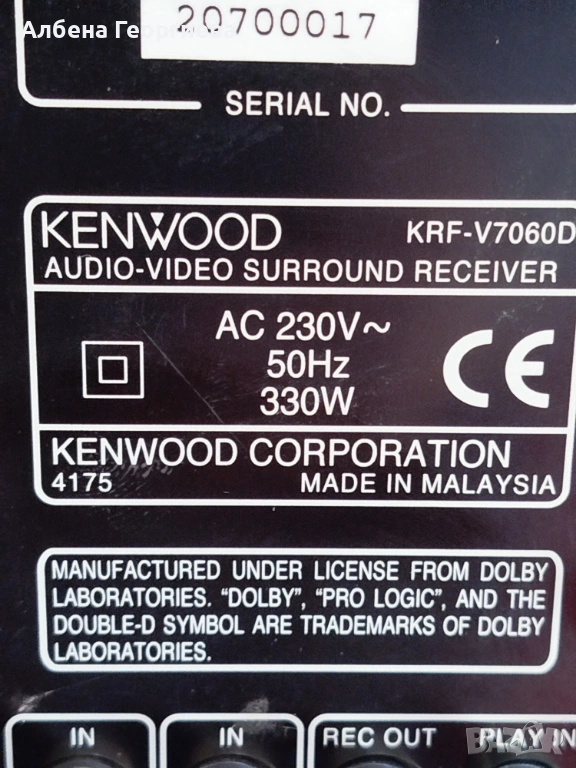 Албена Георгиева
20700017
SERIAL NO.
KENWOOD KRF-V7060D
AUDIO-VIDEO SURROUND RECEIVER
AC 230V~
50Hz
330W
CE
KENWOOD CORPORATION
4175 MADE IN MALAYSIA
MANUFACTURED UNDER LICENSE FROM DOLBY
LABORATORIES. “DOLBY”, “PRO LOGIC”, AND THE
DOUBLE-D SYMBOL ARE TRADEMARKS OF DOLBY
LABORATORIES.
IN IN REC OUT PLAY IN